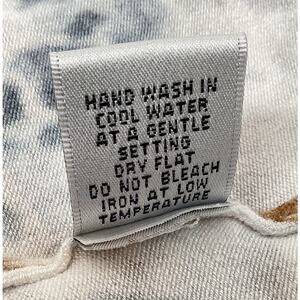 HAND WASH IN
COOL WATER
AT A GENTLE
SETTING
DRY FLAT
DO NOT BLEACH
IRON AT LOW
TEMPERATURE